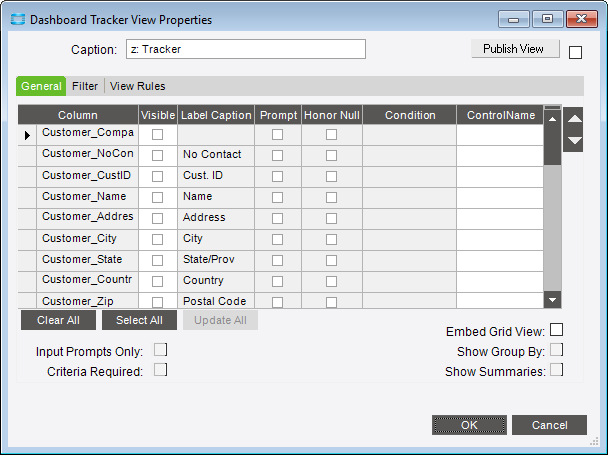 Dashboard Tracker View Properties
Caption: z: Tracker Publish View
General Filter View Rules
Column Visible Label Caption Prompt Honor Null Condition ControlName
Customer_Compa
Customer_NoCon No Contact
Customer_CustID Cust. ID
Customer_Name Name
Customer_Addres Address
Customer_City City
Customer_State State/Prov
Customer_Countr Country
Customer_Zip Postal Code
Clear All Select All Update All
Embed Grid View:
Input Prompts Only: Show Group By:
Criteria Required: Show Summaries:
OK Cancel